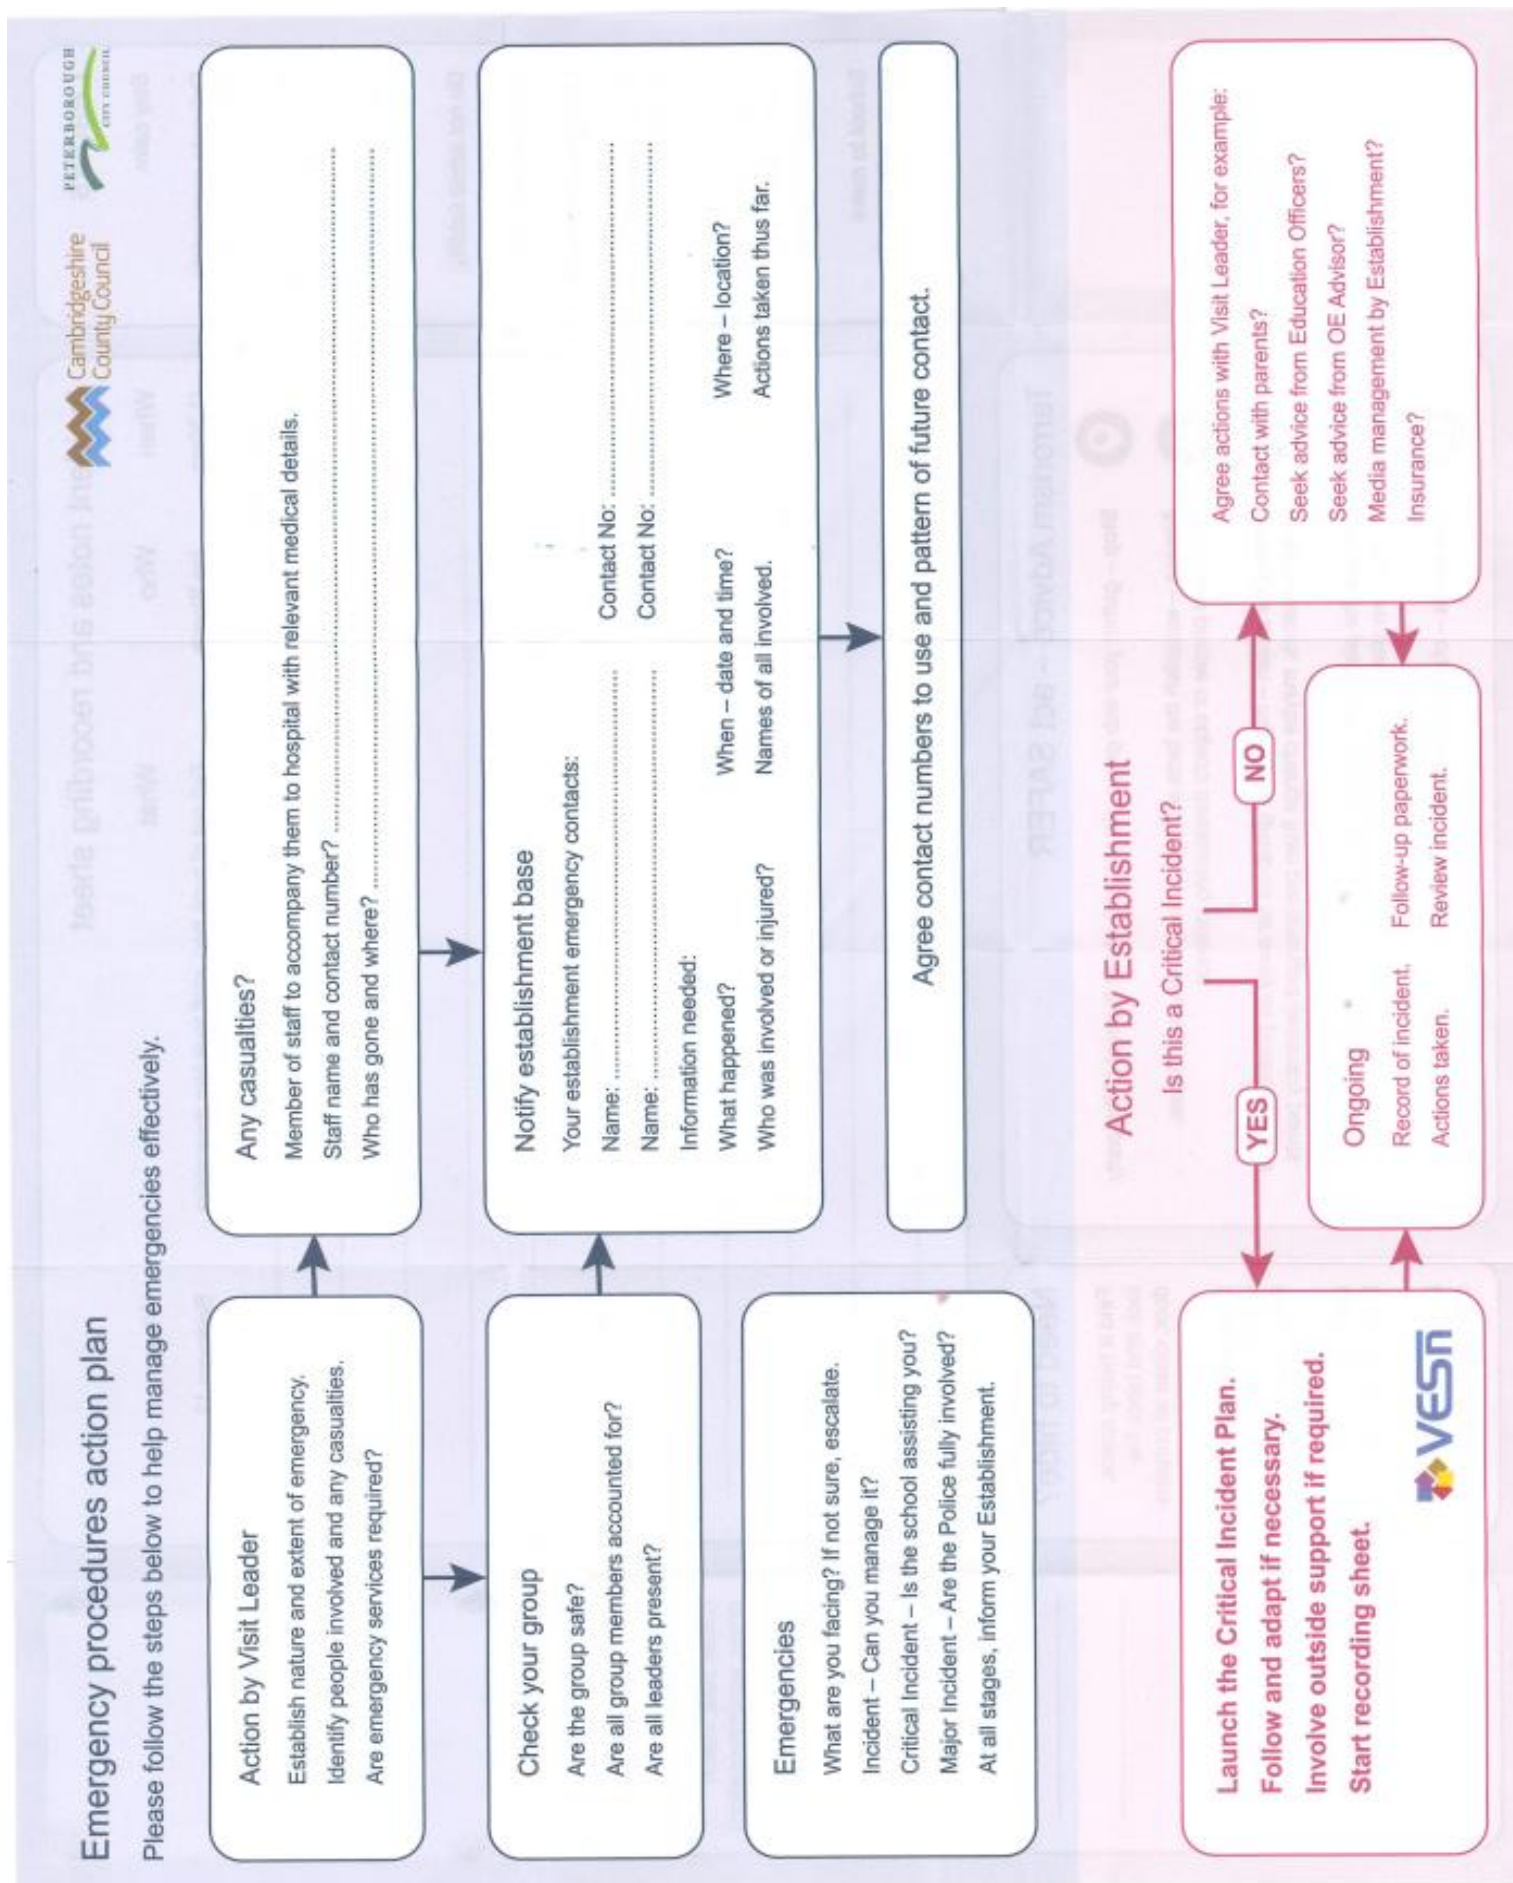 Emergency procedures action plan
Please follow the steps below to help manage emergencies effectively.
Cambridgeshire
County Council
PETERBOROUGH
CITY COUNCIL
Action by Visit Leader
Establish nature and extent of emergency.
Identify people involved and any casualties.
Are emergency services required?
Any casualties?
Member of staff to accompany them to hospital with relevant medical details.
Staff name and contact number? ........................................
Who has gone and where? ........................................
Check your group
Are the group safe?
Are all group members accounted for?
Are all leaders present?
Notify establishment base
Your establishment emergency contacts:
Name: ........................................ Contact No: ........................................
Name: ........................................ Contact No: ........................................
Information needed:
What happened? When – date and time? Where – location?
Who was involved or injured? Names of all involved. Actions taken thus far.
Emergencies
What are you facing? If not sure, escalate.
Incident – Can you manage it?
Critical Incident – Is the school assisting you?
Major Incident – Are the Police fully involved?
At all stages, inform your Establishment.
Agree contact numbers to use and pattern of future contact.
Action by Establishment
Is this a Critical Incident?
YES
NO
Launch the Critical Incident Plan.
Follow and adapt if necessary.
Involve outside support if required.
Start recording sheet.
VESn
Ongoing
Record of incident. Follow-up paperwork.
Actions taken. Review incident.
Agree actions with Visit Leader, for example:
Contact with parents?
Seek advice from Education Officers?
Seek advice from OE Advisor?
Media management by Establishment?
Insurance?